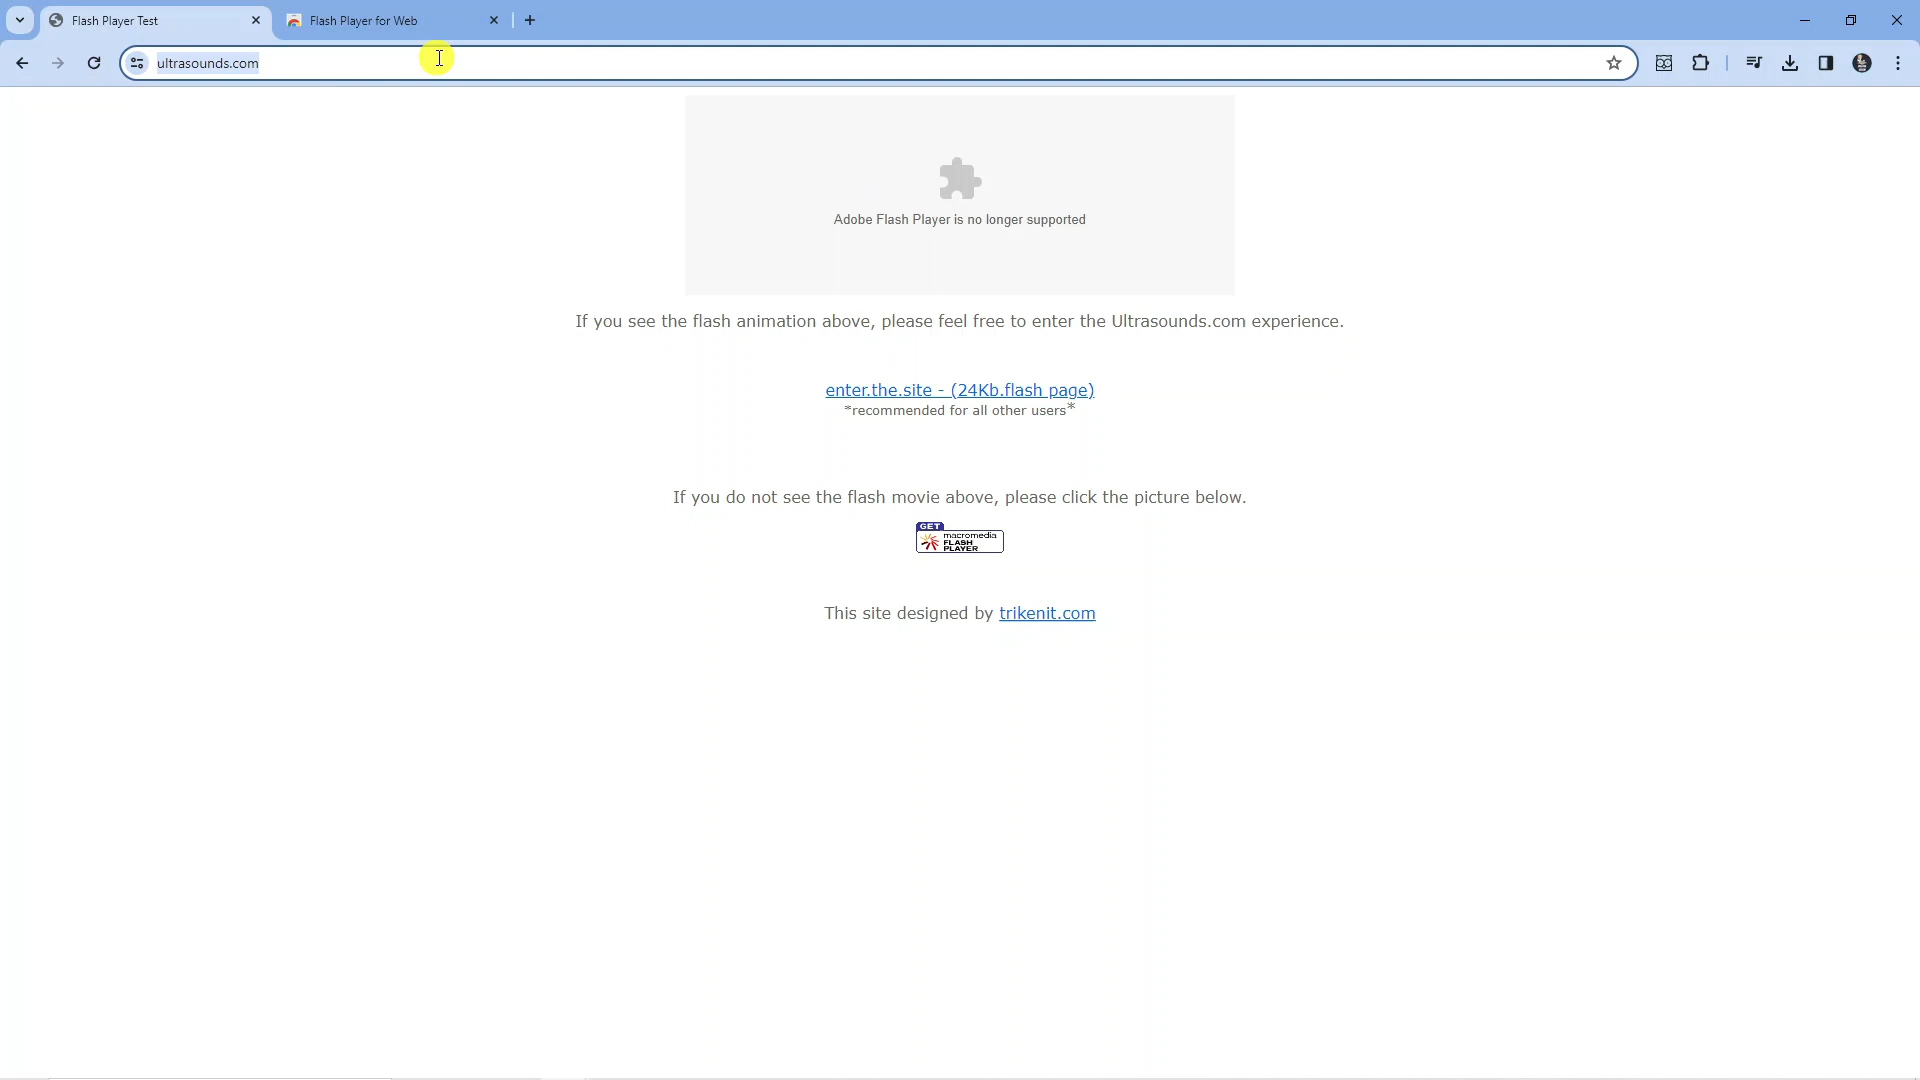 Flash Player Test
Flash Player for Web
ultrasounds.com
Adobe Flash Player is no longer supported
If you see the flash animation above, please feel free to enter the Ultrasounds.com experience.
enter.the.site - (24Kb.flash page)
*recommended for all other users*
If you do not see the flash movie above, please click the picture below.
GET
macromedia
FLASH
PLAYER
This site designed by trikenit.com